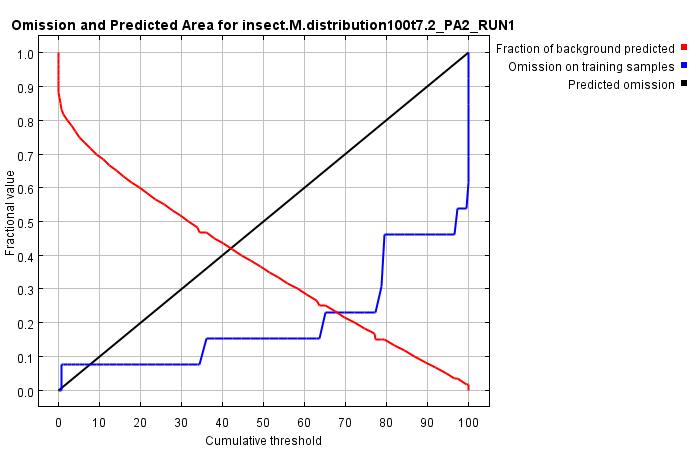 Omission and Predicted Area for insect.M.distribution100t7.2_PA2_RUN1
Fraction of background predicted
Omission on training samples
Predicted omission
1.0
0.9
0.8
0.7
0.6
0.5
0.4
0.3
0.2
0.1
0.0
Fractional value
0 10 20 30 40 50 60 70 80 90 100
Cumulative threshold